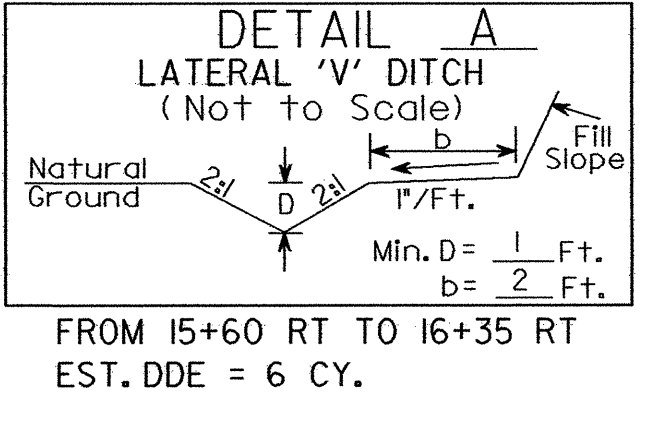 DETAIL A
LATERAL 'V' DITCH
(Not to Scale)
b
Fill
Slope
Natural
Ground
2:1
D
2:1
1"/Ft.
Min. D= 1 Ft.
b= 2 Ft.
FROM 15+60 RT TO 16+35 RT
EST. DDE = 6 CY.